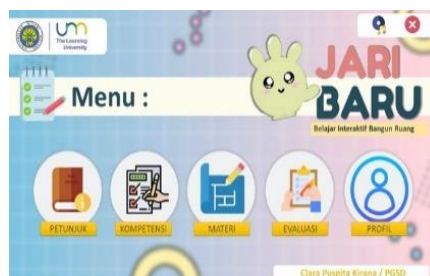 UM
The Learning
University
JARI
BARU
Belajar Interaktif Bangun Ruang
Menu :
PETUNJUK
KOMPETENSI
MATERI
EVALUASI
PROFIL
Clara Puspita Kirana / PGSD